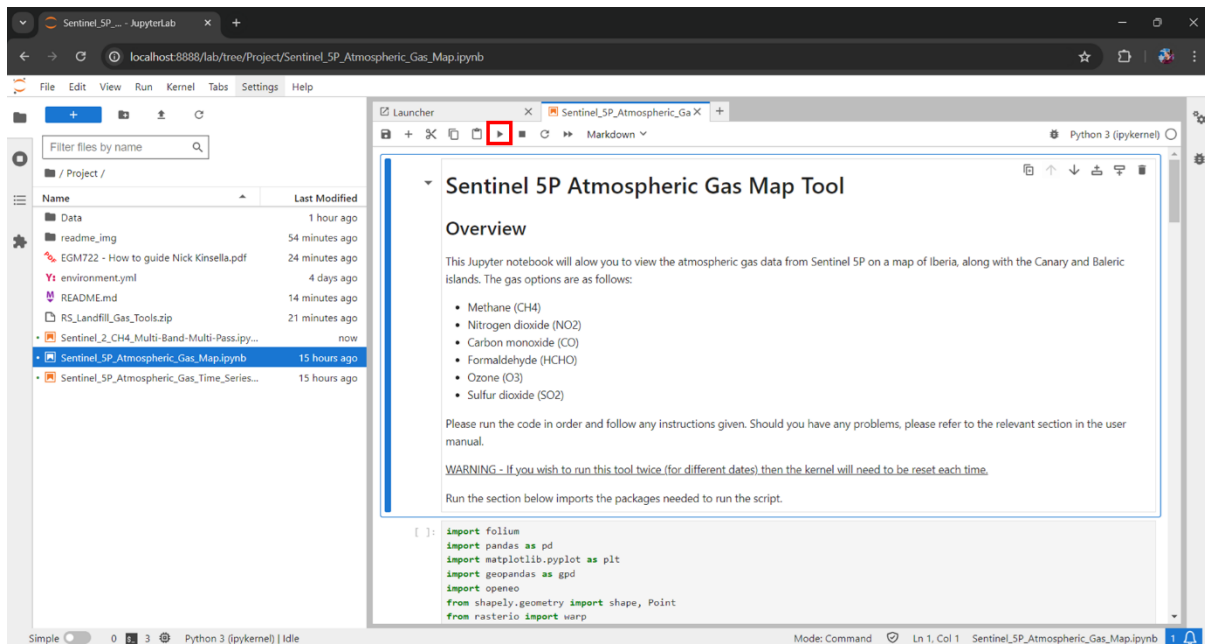 Sentinel_5P_... - JupyterLab
localhost:8888/lab/tree/Project/Sentinel_5P_Atmospheric_Gas_Map.ipynb
File Edit View Run Kernel Tabs Settings Help
Filter files by name
/ Project /
Name Last Modified
Data 1 hour ago
readme_img 54 minutes ago
EGM722 - How to guide Nick Kinsella.pdf 24 minutes ago
Y: environment.yml 4 days ago
README.md 14 minutes ago
RS_Landfill_Gas_Tools.zip 21 minutes ago
Sentinel_2_CH4_Multi-Band-Multi-Pass.ipy... now
Sentinel_5P_Atmospheric_Gas_Map.ipynb 15 hours ago
Sentinel_5P_Atmospheric_Gas_Time_Series... 15 hours ago
Launcher Sentinel_5P_Atmospheric_Ga
Markdown Python 3 (ipykernel)
Sentinel 5P Atmospheric Gas Map Tool
Overview
This Jupyter notebook will alow you to view the atmospheric gas data from Sentinel 5P on a map of Iberia, along with the Canary and Baleric
islands. The gas options are as follows:
• Methane (CH4)
• Nitrogen dioxide (NO2)
• Carbon monoxide (CO)
• Formaldehyde (HCHO)
• Ozone (O3)
• Sulfur dioxide (SO2)
Please run the code in order and follow any instructions given. Should you have any problems, please refer to the relevant section in the user
manual.
WARNING - If you wish to run this tool twice (for different dates) then the kernel will need to be reset each time.
Run the section below imports the packages needed to run the script.
[ ]: import folium
import pandas as pd
import matplotlib.pyplot as plt
import geopandas as gpd
import openeo
from shapely.geometry import shape, Point
from rasterio import warp
Simple 0 3 Python 3 (ipykernel) | Idle Mode: Command Ln 1, Col 1 Sentinel_5P_Atmospheric_Gas_Map.ipynb 1